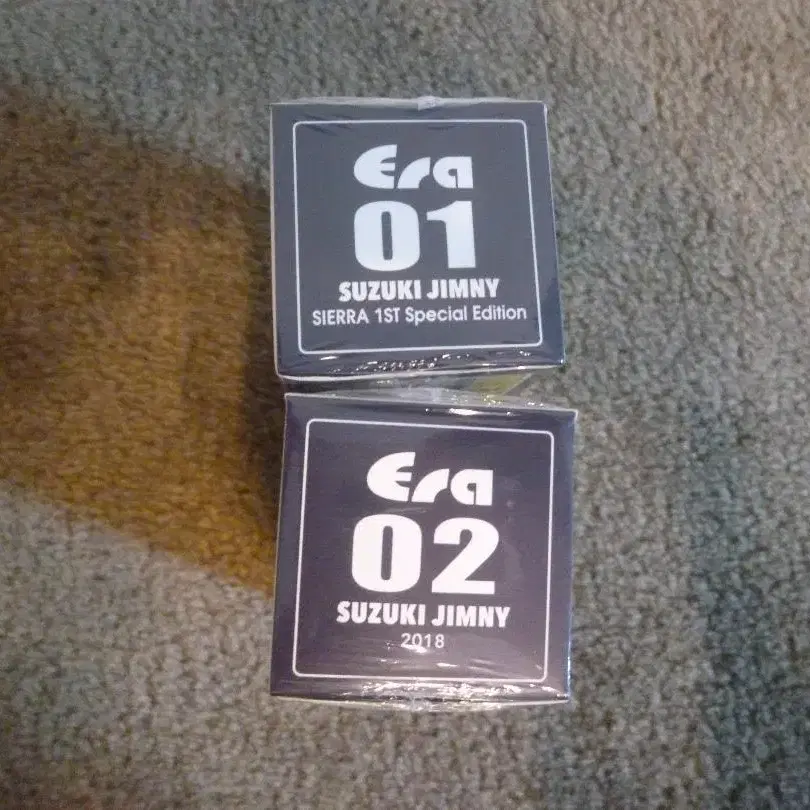 Era
01
SUZUKI JIMNY
SIERRA 1ST Special Edition
Era
02
SUZUKI JIMNY
2018